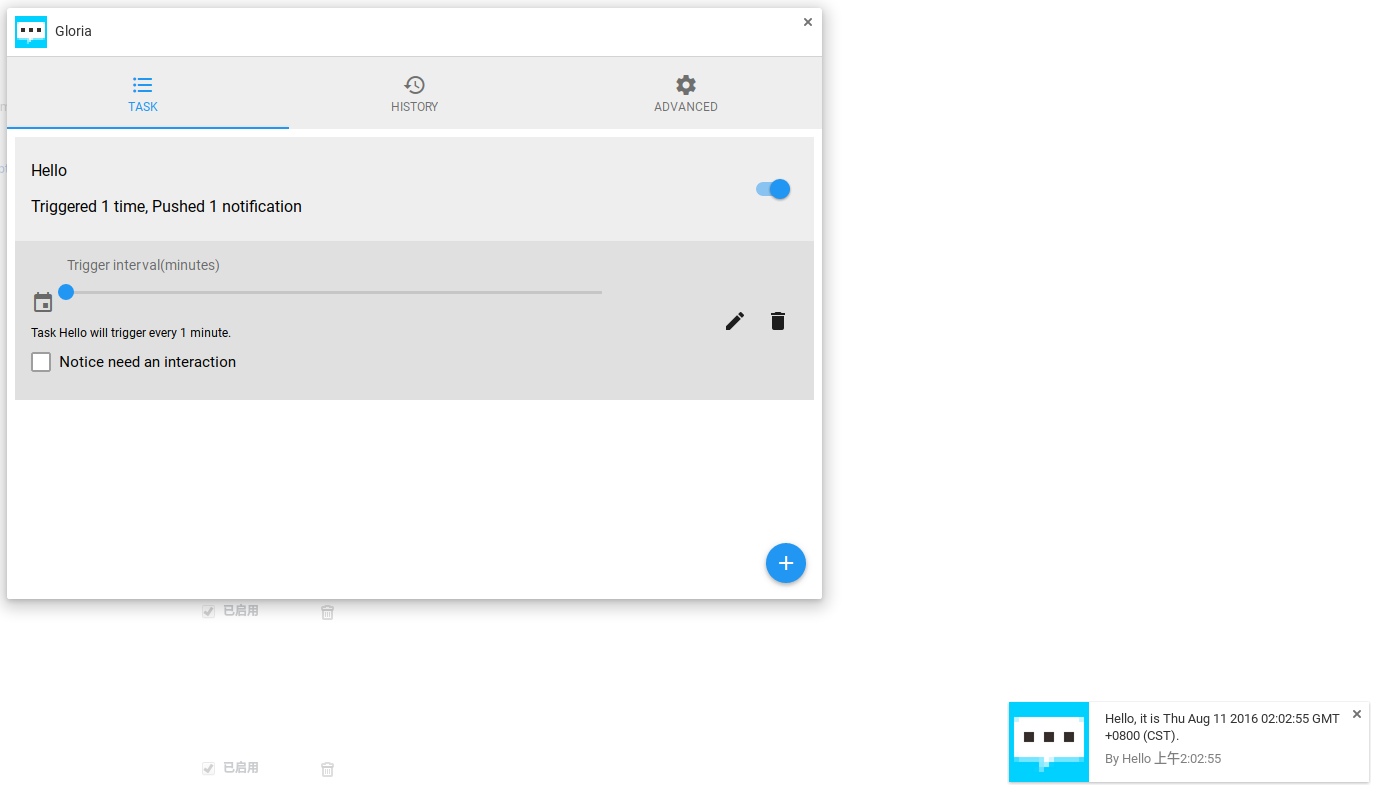 Gloria
TASK
HISTORY
ADVANCED
Hello
Triggered 1 time, Pushed 1 notification
Trigger interval(minutes)
Task Hello will trigger every 1 minute.
Notice need an interaction
已启用
已启用
Hello, it is Thu Aug 11 2016 02:02:55 GMT
+0800 (CST).
By Hello 上午2:02:55